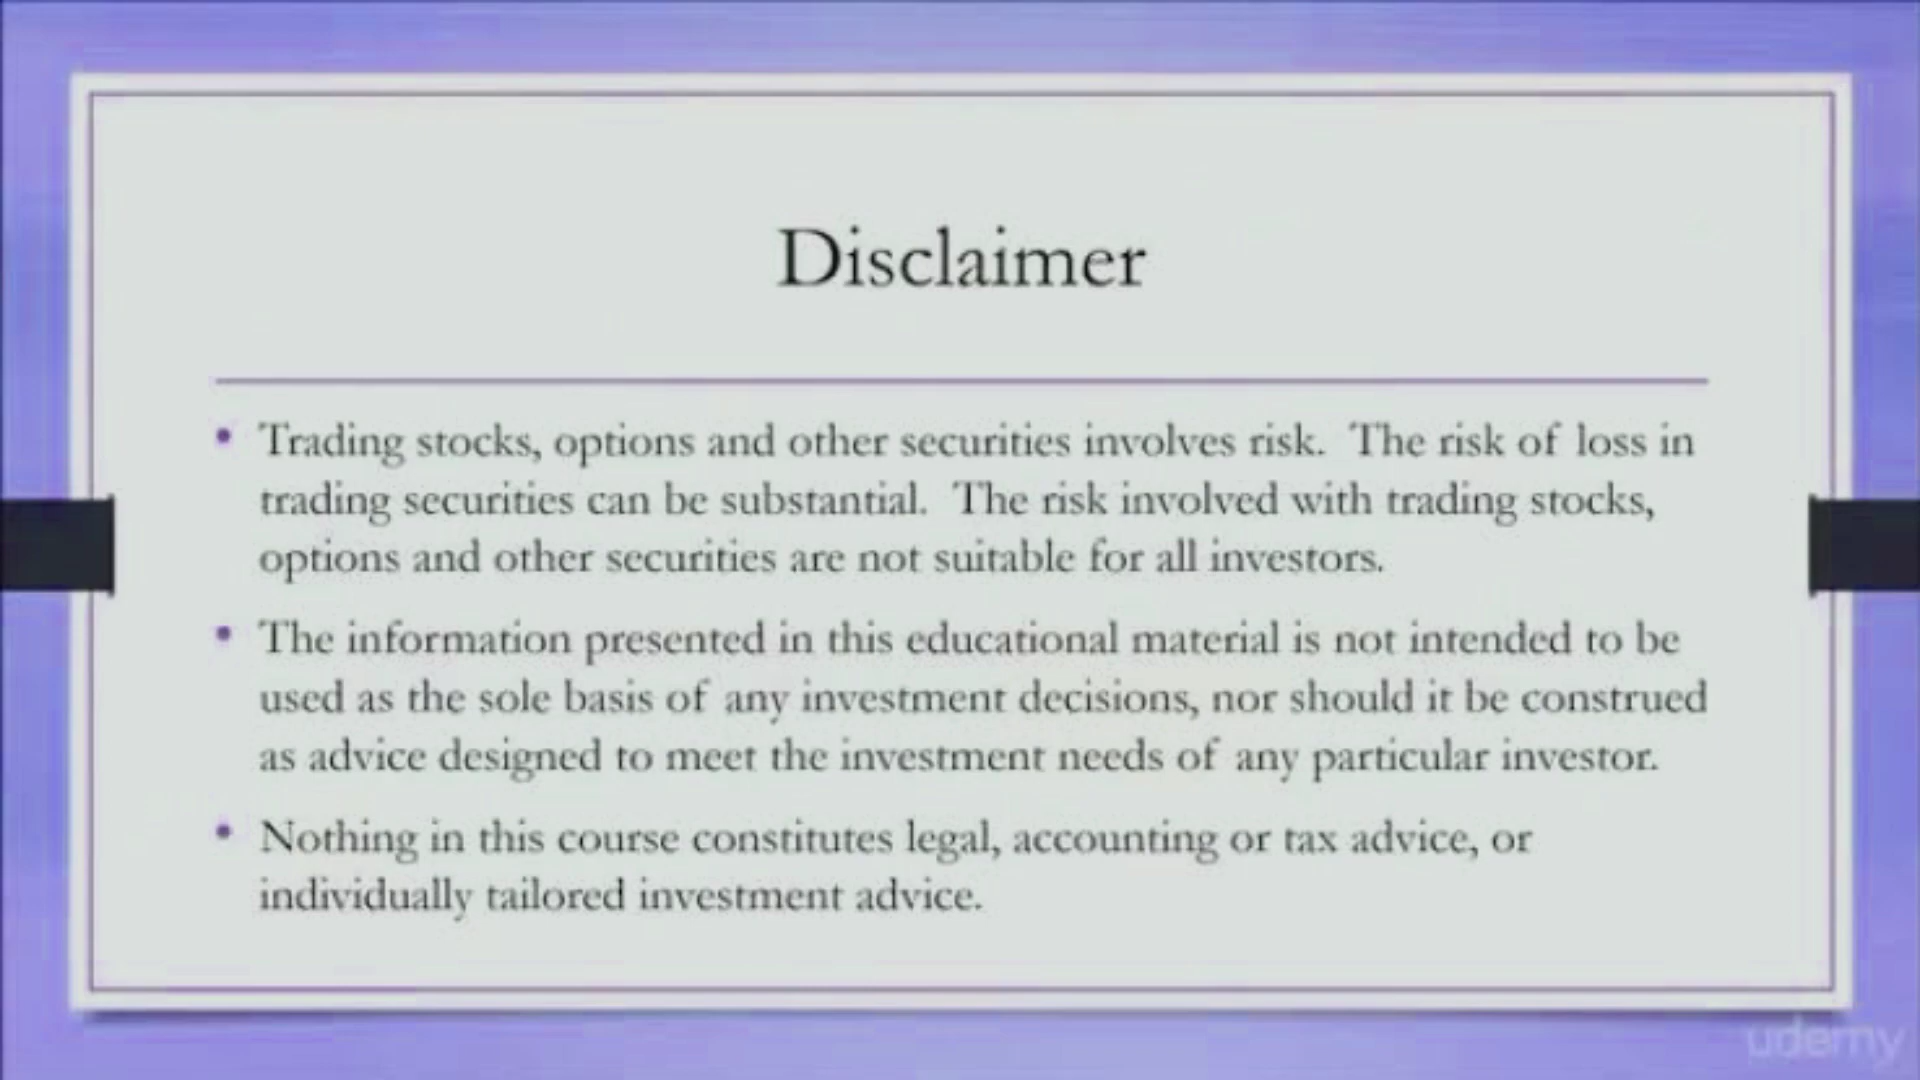 Disclaimer
• Trading stocks, options and other securities involves risk.  The risk of loss in
trading securities can be substantial.  The risk involved with trading stocks,
options and other securities are not suitable for all investors.
• The information presented in this educational material is not intended to be
used as the sole basis of any investment decisions, nor should it be construed
as advice designed to meet the investment needs of any particular investor.
• Nothing in this course constitutes legal, accounting or tax advice, or
individually tailored investment advice.
udemy